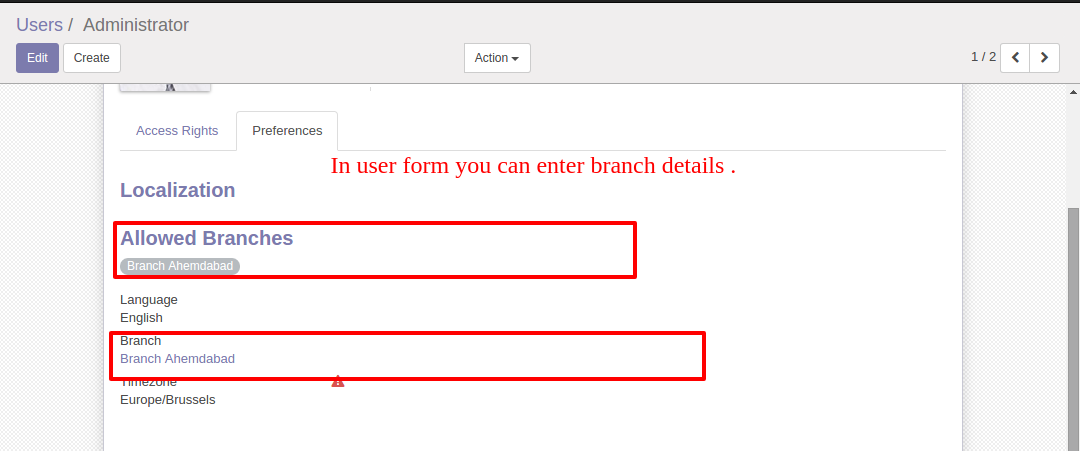 Users / Administrator
Edit Create Action 1 / 2
Access Rights Preferences
In user form you can enter branch details .
Localization
Allowed Branches
Branch Ahemdabad
Language
English
Branch
Branch Ahemdabad
Timezone
Europe/Brussels